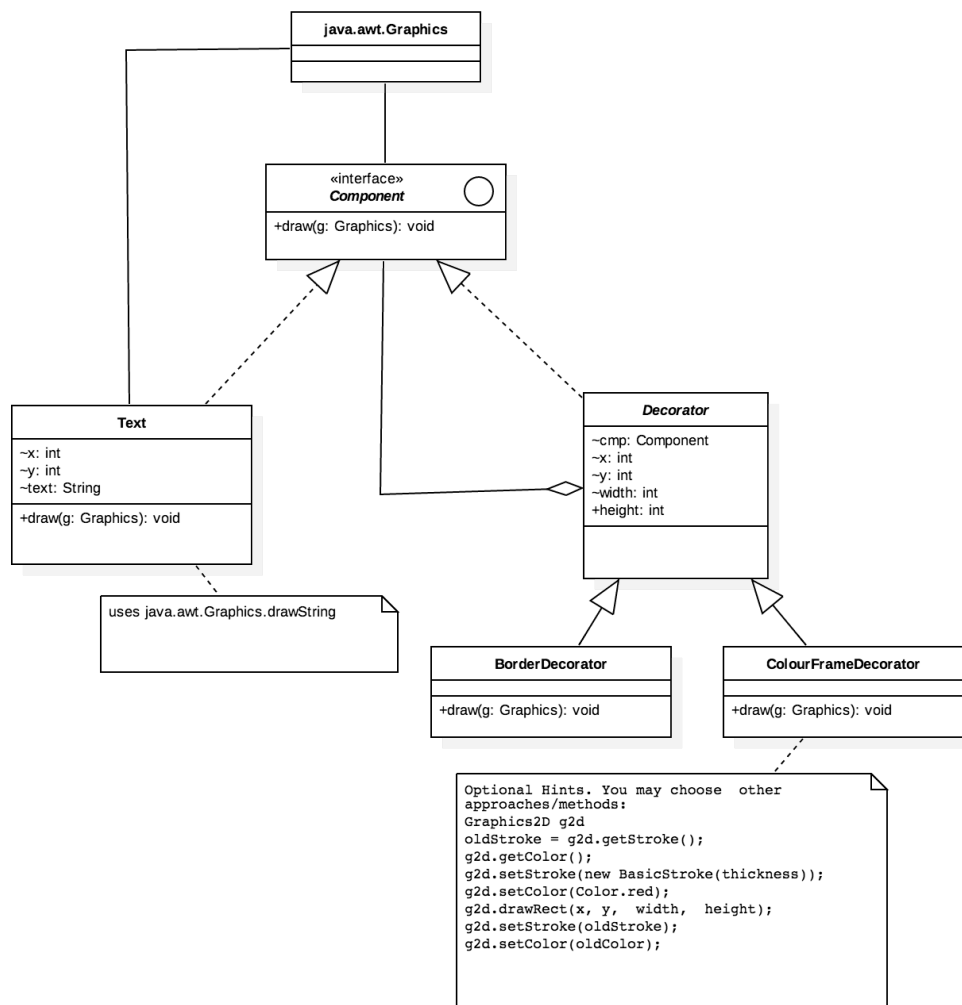 java.awt.Graphics
«interface»
Component
+draw(g: Graphics): void
Text
~x: int
~y: int
~text: String
+draw(g: Graphics): void
uses java.awt.Graphics.drawString
Decorator
~cmp: Component
~x: int
~y: int
~width: int
+height: int
BorderDecorator
+draw(g: Graphics): void
ColourFrameDecorator
+draw(g: Graphics): void
Optional Hints. You may choose  other
approaches/methods:
Graphics2D g2d
oldStroke = g2d.getStroke();
g2d.getColor();
g2d.setStroke(new BasicStroke(thickness));
g2d.setColor(Color.red);
g2d.drawRect(x, y,  width,  height);
g2d.setStroke(oldStroke);
g2d.setColor(oldColor);